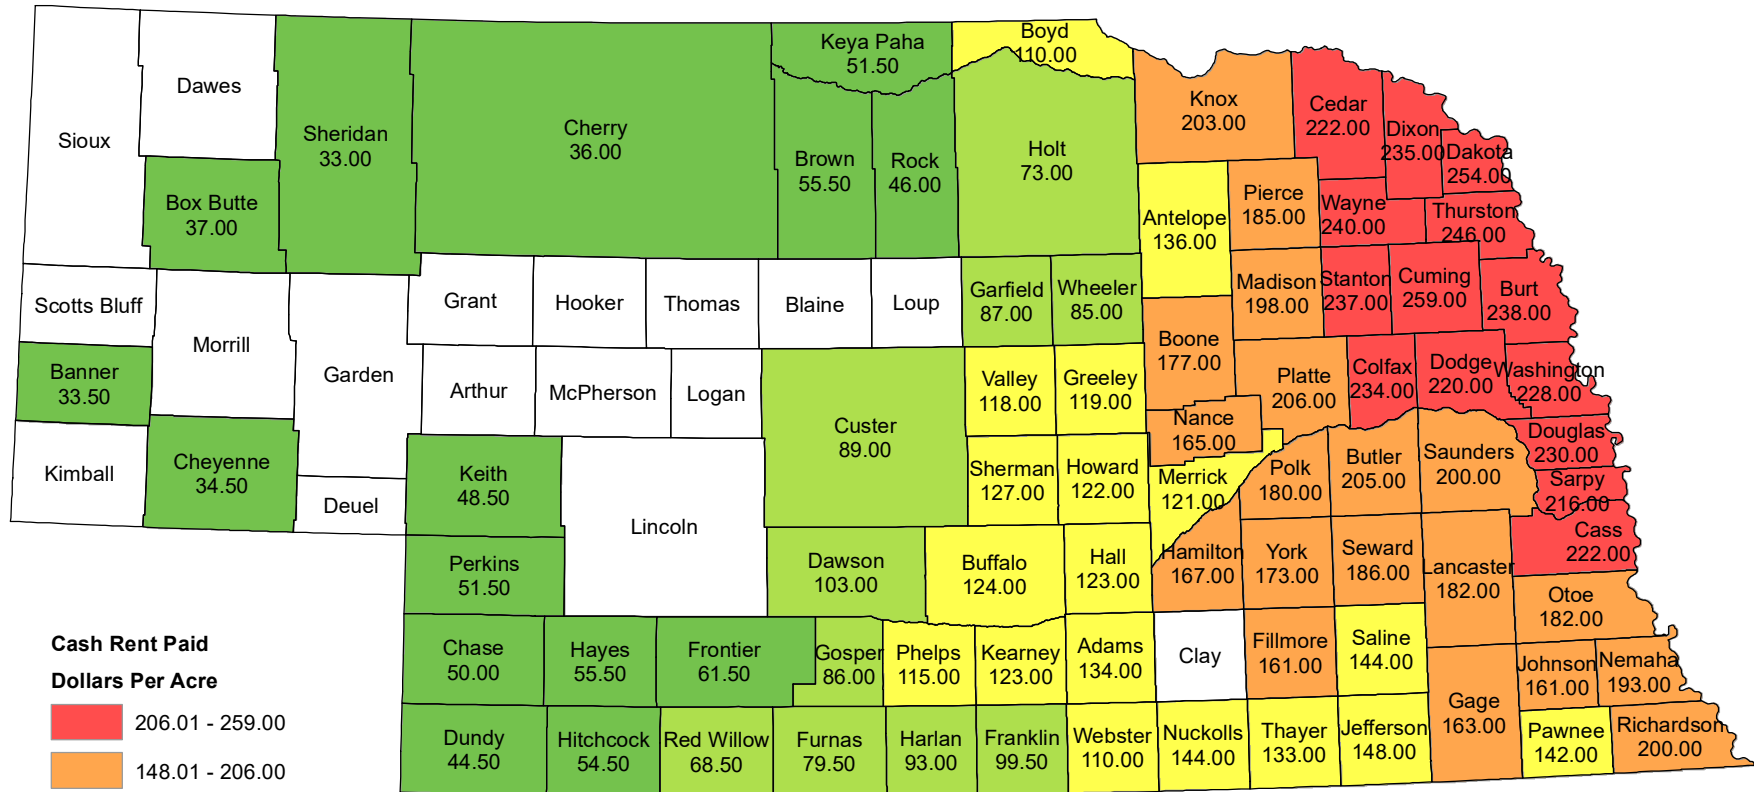 Boyd
110.00
Keya Paha
51.50
Dawes
Sioux
Sheridan
33.00
Cherry
36.00
Brown
55.50
Rock
46.00
Holt
73.00
Knox
203.00
Cedar
222.00
Dixon
235.00
Dakota
254.00
Box Butte
37.00
Antelope
136.00
Pierce
185.00
Wayne
240.00
Thurston
246.00
Scotts Bluff
Morrill
Garden
Grant
Hooker
Thomas
Blaine
Loup
Garfield
87.00
Wheeler
85.00
Madison
198.00
Stanton
237.00
Cuming
259.00
Burt
238.00
Banner
33.50
Arthur
McPherson
Logan
Custer
89.00
Valley
118.00
Greeley
119.00
Boone
177.00
Platte
206.00
Colfax
234.00
Dodge
220.00
Washington
228.00
Nance
165.00
Kimball
Cheyenne
34.50
Deuel
Keith
48.50
Lincoln
Sherman
127.00
Howard
122.00
Merrick
121.00
Polk
180.00
Butler
205.00
Saunders
200.00
Douglas
230.00
Sarpy
216.00
Cass
222.00
Perkins
51.50
Dawson
103.00
Buffalo
124.00
Hall
123.00
Hamilton
167.00
York
173.00
Seward
186.00
Lancaster
182.00
Otoe
182.00
Chase
50.00
Hayes
55.50
Frontier
61.50
Gosper
86.00
Phelps
115.00
Kearney
123.00
Adams
134.00
Clay
Fillmore
161.00
Saline
144.00
Johnson
161.00
Nemaha
193.00
Gage
163.00
Dundy
44.50
Hitchcock
54.50
Red Willow
68.50
Furnas
79.50
Harlan
93.00
Franklin
99.50
Webster
110.00
Nuckolls
144.00
Thayer
133.00
Jefferson
148.00
Pawnee
142.00
Richardson
200.00
Cash Rent Paid
Dollars Per Acre
206.01 - 259.00
148.01 - 206.00